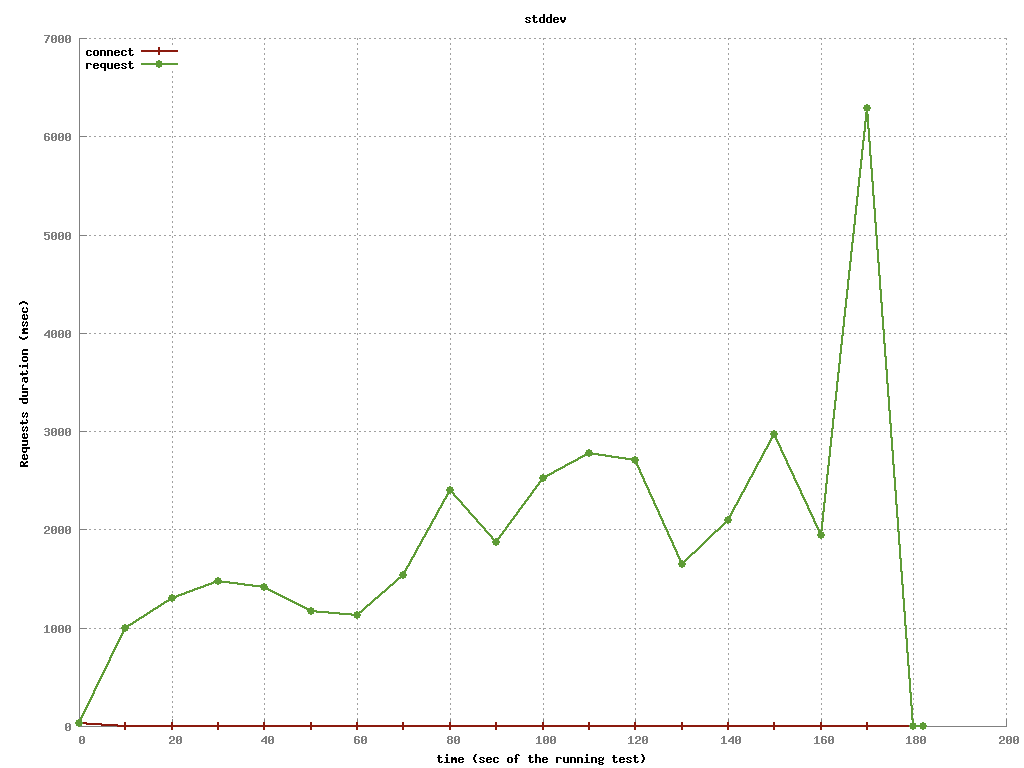 stddev
7000
connect
request
6000
5000
4000
Requests duration (msec)
3000
2000
1000
0
0 20 40 60 80 100 120 140 160 180 200
time (sec of the running test)